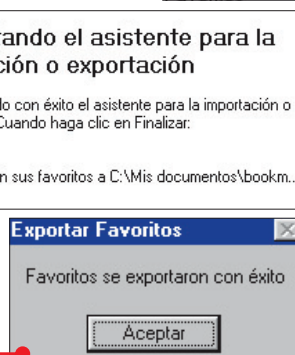 rando el asistente para la
ción o exportación
do con éxito el asistente para la importación o
Cuando haga clic en Finalizar:
n sus favoritos a C:\Mis documentos\bookm...
Exportar Favoritos
Favoritos se exportaron con éxito
Aceptar